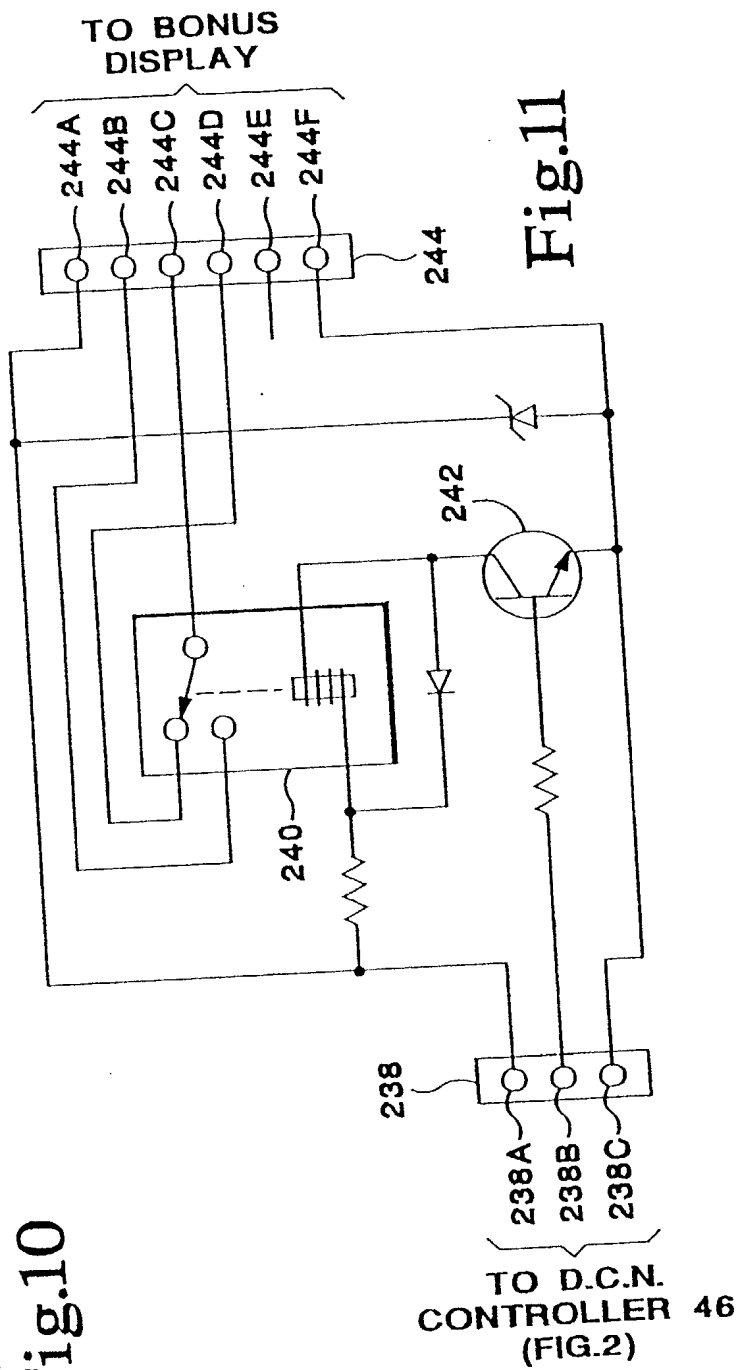 TO BONUS
DISPLAY
244A
244B
244C
244D
244E
244F
244
Fig.11
242
240
238
238A
238B
238C
TO D.C.N.
CONTROLLER 46
(FIG.2)
ig.10